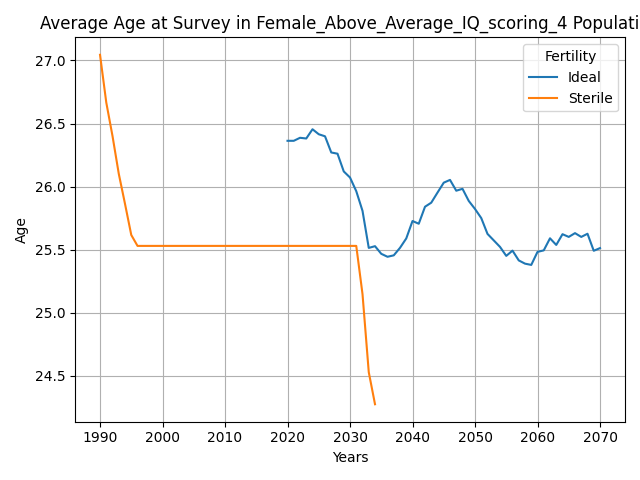 Average Age at Survey in Female_Above_Average_IQ_scoring_4 Populati
Fertility
Ideal
Sterile
27.0
26.5
26.0
25.5
25.0
24.5
Age
1990 2000 2010 2020 2030 2040 2050 2060 2070
Years